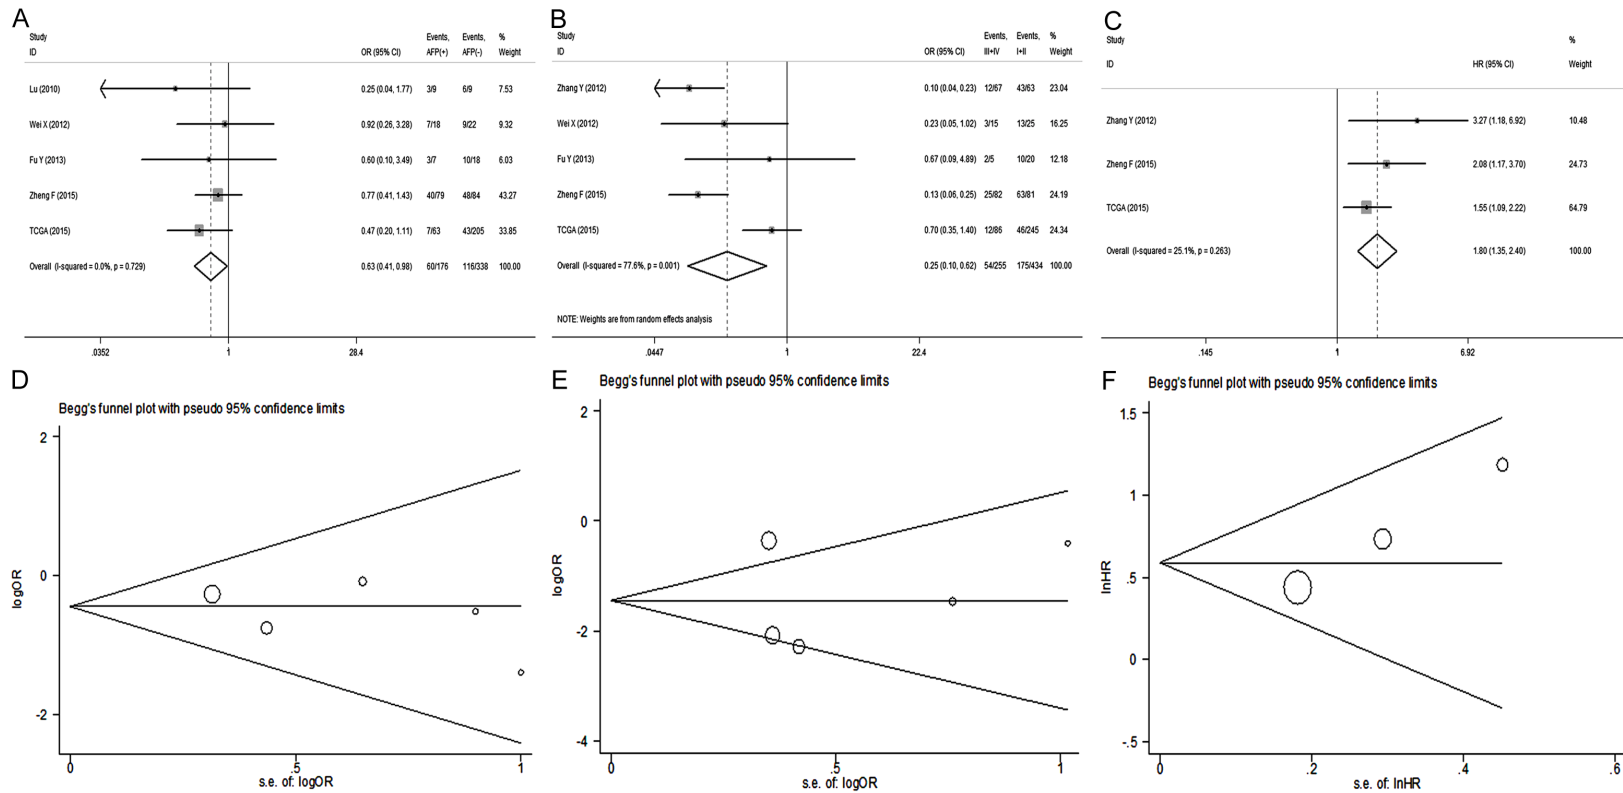 A
Study Events, Events, %
ID OR (95% CI) AFP(+) AFP(-) Weight
Lu (2010) 0.25 (0.04, 1.77) 3/9 6/9 7.53
Wei X (2012) 0.92 (0.26, 3.28) 7/18 9/22 9.32
Fu Y (2013) 0.60 (0.10, 3.49) 3/7 10/18 6.03
Zheng F (2015) 0.77 (0.41, 1.43) 40/79 48/84 43.27
TCGA (2015) 0.47 (0.20, 1.11) 7/63 43/205 33.85
Overall (I-squared = 0.0%, p = 0.729) 0.63 (0.41, 0.98) 60/176 116/338 100.00
.0352 1 28.4
B
Study Events, Events, %
ID OR (95% CI) III+IV I+II Weight
Zhang Y (2012) 0.10 (0.04, 0.23) 12/67 43/63 23.04
Wei X (2012) 0.23 (0.05, 1.02) 3/15 13/25 16.25
Fu Y (2013) 0.67 (0.09, 4.89) 2/5 10/20 12.18
Zheng F (2015) 0.13 (0.06, 0.25) 25/82 63/81 24.19
TCGA (2015) 0.70 (0.35, 1.40) 12/86 46/245 24.34
Overall (I-squared = 77.6%, p = 0.001) 0.25 (0.10, 0.62) 54/255 175/434 100.00
NOTE: Weights are from random effects analysis
.0447 1 22.4
C
Study %
ID HR (95% CI) Weight
Zhang Y (2012) 3.27 (1.18, 6.92) 10.48
Zheng F (2015) 2.08 (1.17, 3.70) 24.73
TCGA (2015) 1.55 (1.09, 2.22) 64.79
Overall (I-squared = 25.1%, p = 0.263) 1.80 (1.35, 2.40) 100.00
.145 1 6.92
D
Begg's funnel plot with pseudo 95% confidence limits
logOR
2
0
-2
0 .5 1
s.e. of: logOR
E
Begg's funnel plot with pseudo 95% confidence limits
logOR
2
0
-2
-4
0 .5 1
s.e. of: logOR
F
Begg's funnel plot with pseudo 95% confidence limits
lnHR
1.5
1
.5
0
-.5
0 .2 .4 .6
s.e. of: lnHR